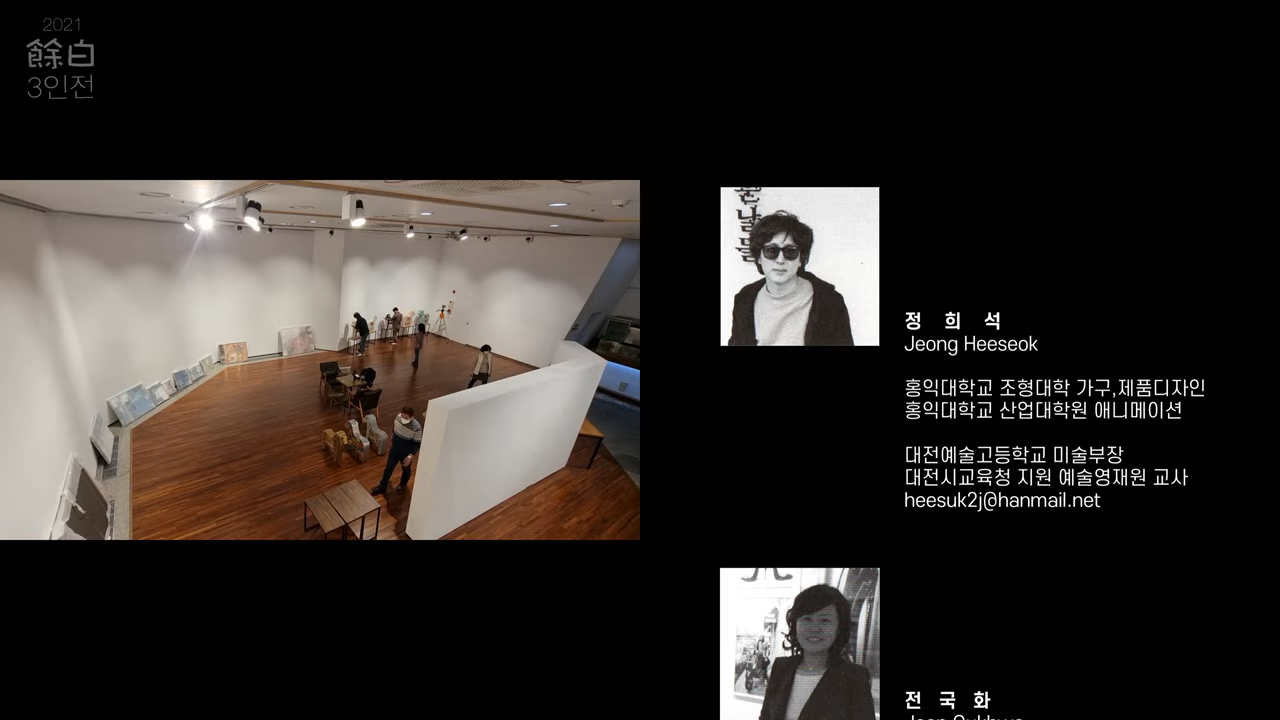 2021
餘白
3인전
정 희 석
Jeong Heeseok
홍익대학교 조형대학 가구,제품디자인
홍익대학교 산업대학원 애니메이션
대전예술고등학교 미술부장
대전시교육청 지원 예술영재원 교사
heesuk2j@hanmail.net
전 국 화